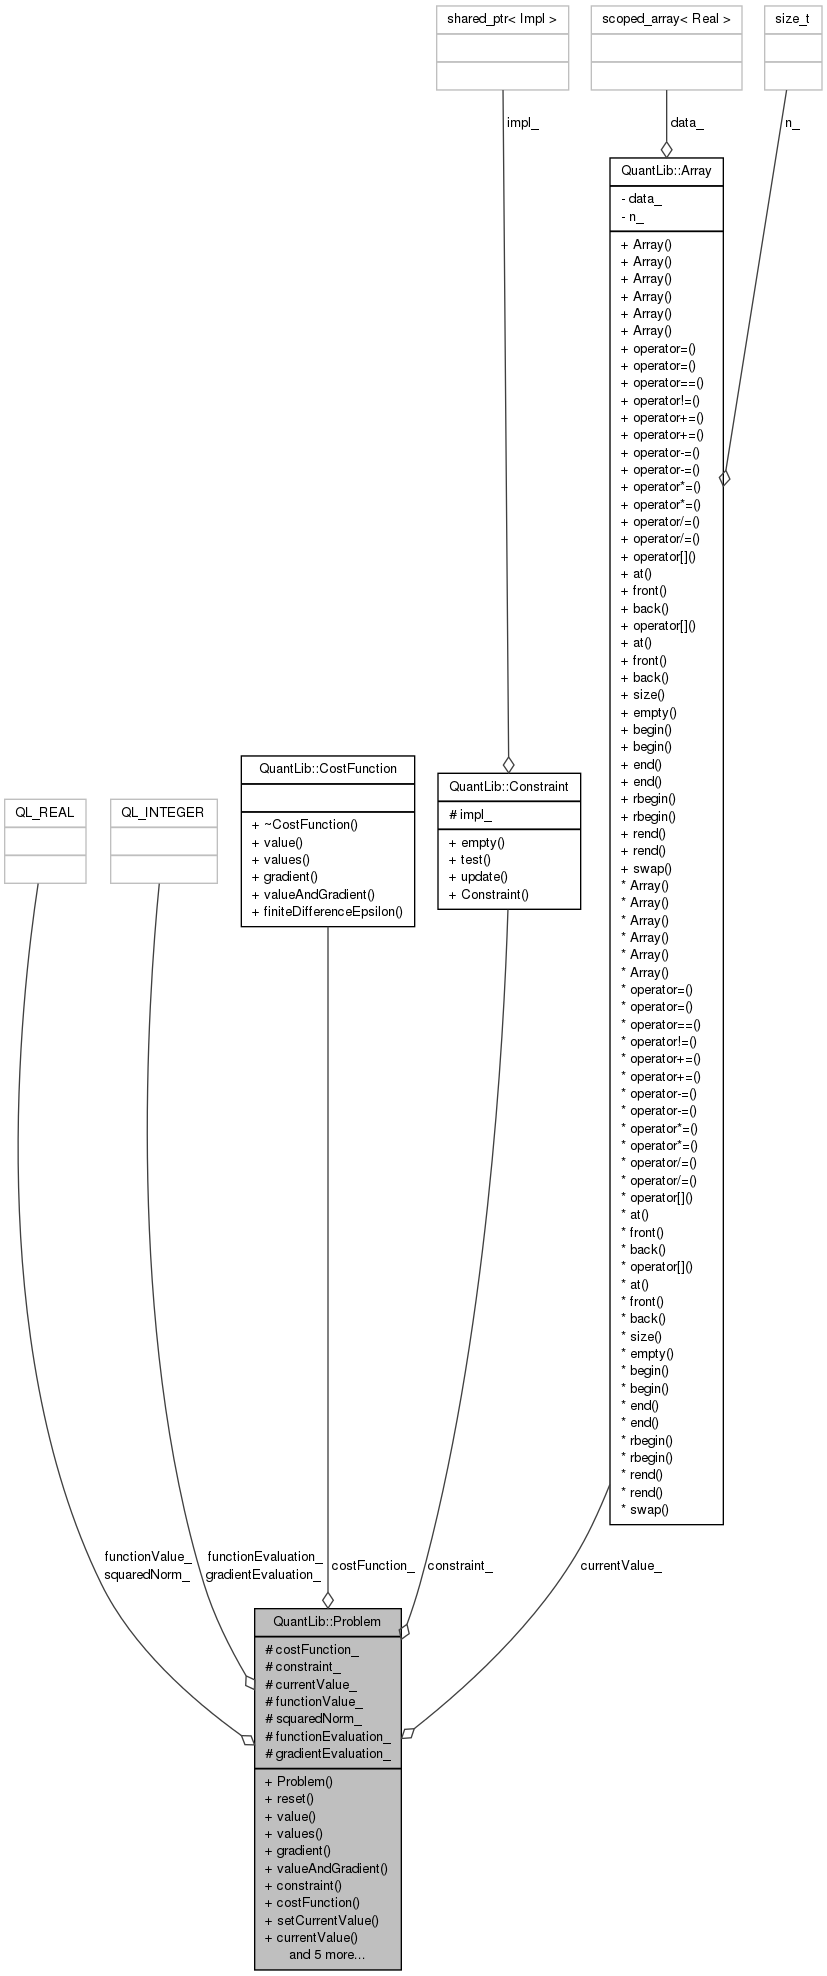 shared_ptr< Impl >
scoped_array< Real >
size_t
impl_
data_
n_
QuantLib::Array
- data_
- n_
+ Array()
+ Array()
+ Array()
+ Array()
+ Array()
+ Array()
+ operator=()
+ operator=()
+ operator==()
+ operator!=()
+ operator+=()
+ operator+=()
+ operator-=()
+ operator-=()
+ operator*=()
+ operator*=()
+ operator/=()
+ operator/=()
+ operator[]()
+ at()
+ front()
+ back()
+ operator[]()
+ at()
+ front()
+ back()
+ size()
+ empty()
+ begin()
+ begin()
+ end()
+ end()
+ rbegin()
+ rbegin()
+ rend()
+ rend()
+ swap()
* Array()
* Array()
* Array()
* Array()
* Array()
* Array()
* operator=()
* operator=()
* operator==()
* operator!=()
* operator+=()
* operator+=()
* operator-=()
* operator-=()
* operator*=()
* operator*=()
* operator/=()
* operator/=()
* operator[]()
* at()
* front()
* back()
* operator[]()
* at()
* front()
* back()
* size()
* empty()
* begin()
* begin()
* end()
* end()
* rbegin()
* rbegin()
* rend()
* rend()
* swap()
QL_REAL
QL_INTEGER
QuantLib::CostFunction
+ ~CostFunction()
+ value()
+ values()
+ gradient()
+ valueAndGradient()
+ finiteDifferenceEpsilon()
QuantLib::Constraint
# impl_
+ empty()
+ test()
+ update()
+ Constraint()
functionValue_
squaredNorm_
functionEvaluation_
gradientEvaluation_
costFunction_
constraint_
currentValue_
QuantLib::Problem
# costFunction_
# constraint_
# currentValue_
# functionValue_
# squaredNorm_
# functionEvaluation_
# gradientEvaluation_
+ Problem()
+ reset()
+ value()
+ values()
+ gradient()
+ valueAndGradient()
+ constraint()
+ costFunction()
+ setCurrentValue()
+ currentValue()
and 5 more...